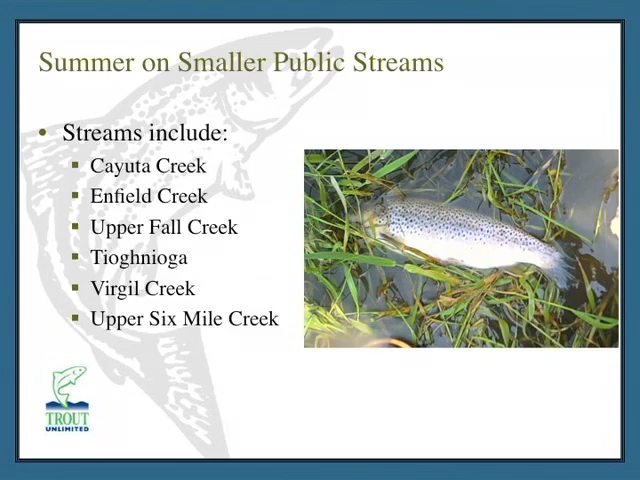 Summer on Smaller Public Streams
• Streams include:
▪ Cayuta Creek
▪ Enfield Creek
▪ Upper Fall Creek
▪ Tioghnioga
▪ Virgil Creek
▪ Upper Six Mile Creek
TROUT
UNLIMITED